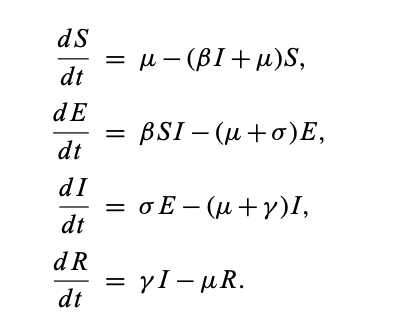 dS/dt = μ − (βI + μ)S,
dE/dt = βSI − (μ + σ)E,
dI/dt = σE − (μ + γ)I,
dR/dt = γI − μR.